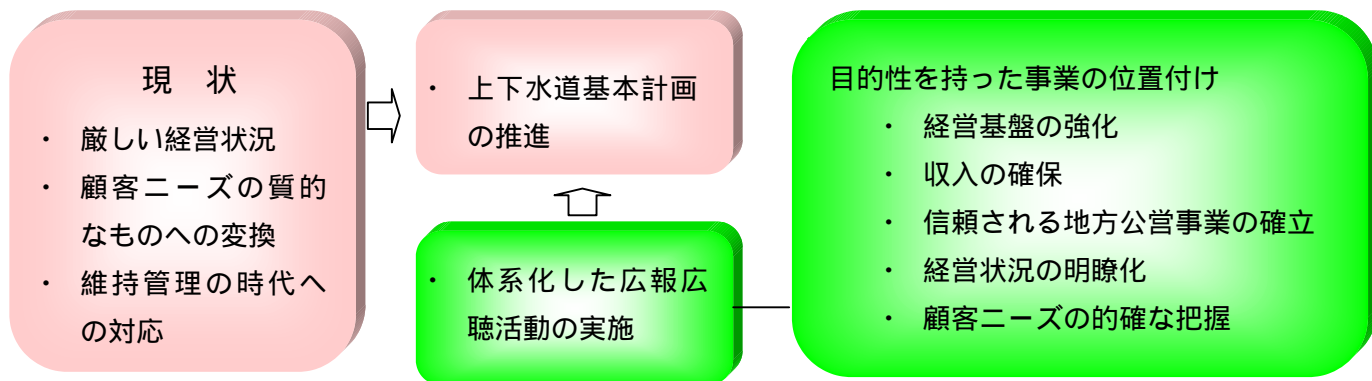 現　状
・ 厳しい経営状況
・ 顧客ニーズの質的
なものへの変換
・ 維持管理の時代へ
の対応
・ 上下水道基本計画
の推進
・ 体系化した広報広
聴活動の実施
目的性を持った事業の位置付け
・ 経営基盤の強化
・ 収入の確保
・ 信頼される地方公営事業の確立
・ 経営状況の明瞭化
・ 顧客ニーズの的確な把握